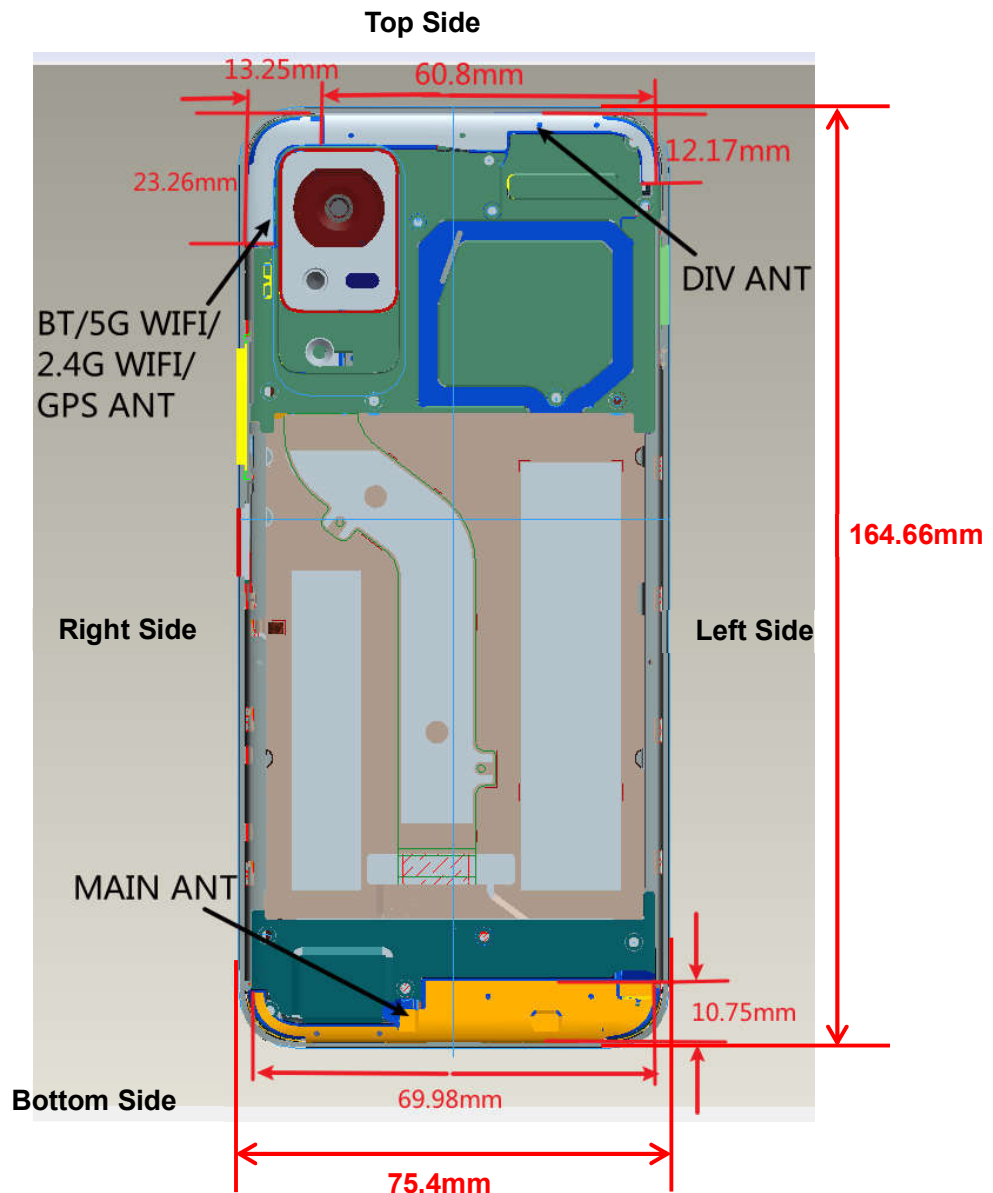 Top Side
13.25mm
60.8mm
12.17mm
23.26mm
DIV ANT
BT/5G WIFI/
2.4G WIFI/
GPS ANT
164.66mm
Right Side
Left Side
MAIN ANT
10.75mm
69.98mm
Bottom Side
75.4mm